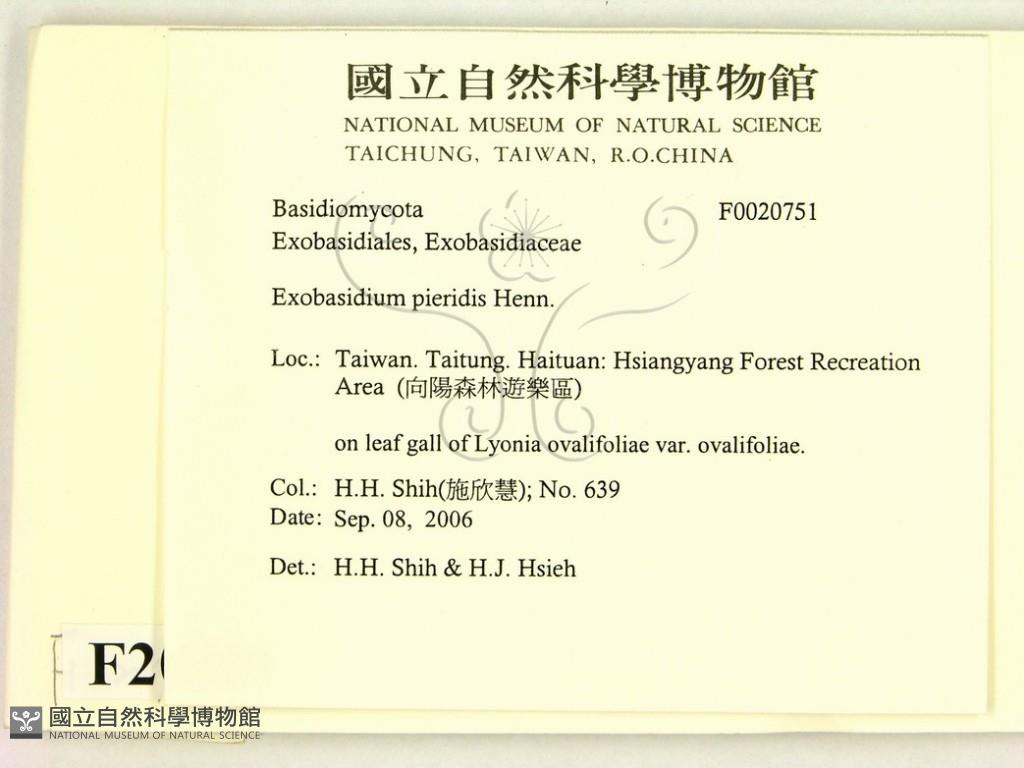 國立自然科學博物館
NATIONAL MUSEUM OF NATURAL SCIENCE
TAICHUNG, TAIWAN, R.O.CHINA
Basidiomycota F0020751
Exobasidiales, Exobasidiaceae
Exobasidium pieridis Henn.
Loc.: Taiwan. Taitung. Haituan: Hsiangyang Forest Recreation
Area (向陽森林遊樂區)
on leaf gall of Lyonia ovalifoliae var. ovalifoliae.
Col.: H.H. Shih(施欣慧); No. 639
Date: Sep. 08, 2006
Det.: H.H. Shih & H.J. Hsieh
F20
國立自然科學博物館
NATIONAL MUSEUM OF NATURAL SCIENCE